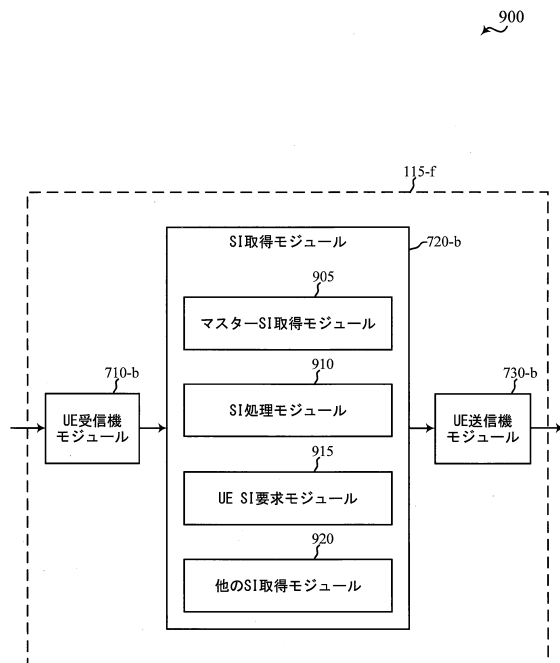 900
115-f
SI取得モジュール
720-b
905
マスターSI取得モジュール
710-b
UE受信機
モジュール
910
SI処理モジュール
730-b
UE送信機
モジュール
915
UE SI要求モジュール
920
他のSI取得モジュール